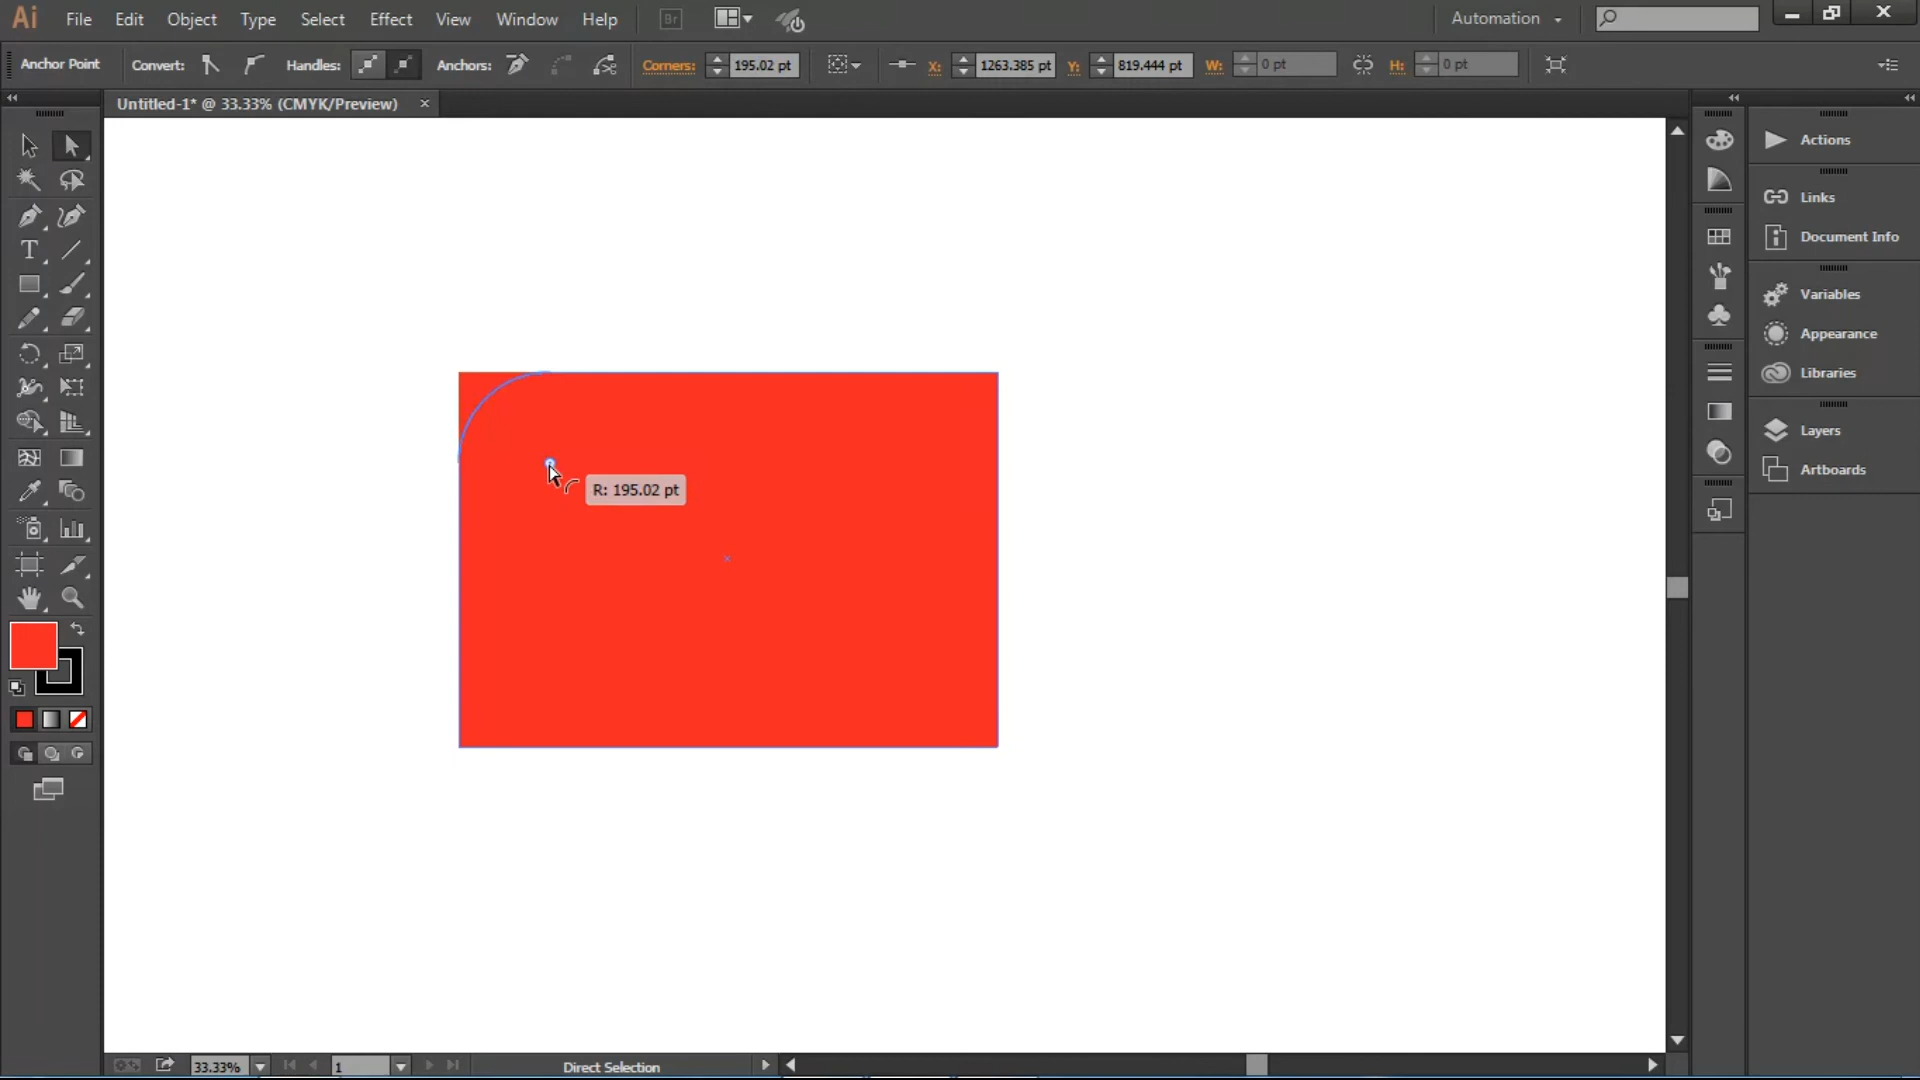 Ai File Edit Object Type Select Effect View Window Help Br Automation
Anchor Point Convert: Handles: Anchors: Corners: 195.02 pt X: 1263.385 pt Y: 819.444 pt W: 0 pt H: 0 pt
Untitled-1* @ 33.33% (CMYK/Preview) ×
Actions
Links
Document Info
Variables
Appearance
Libraries
Layers
Artboards
T
R: 195.02 pt
33.33% 1 Direct Selection